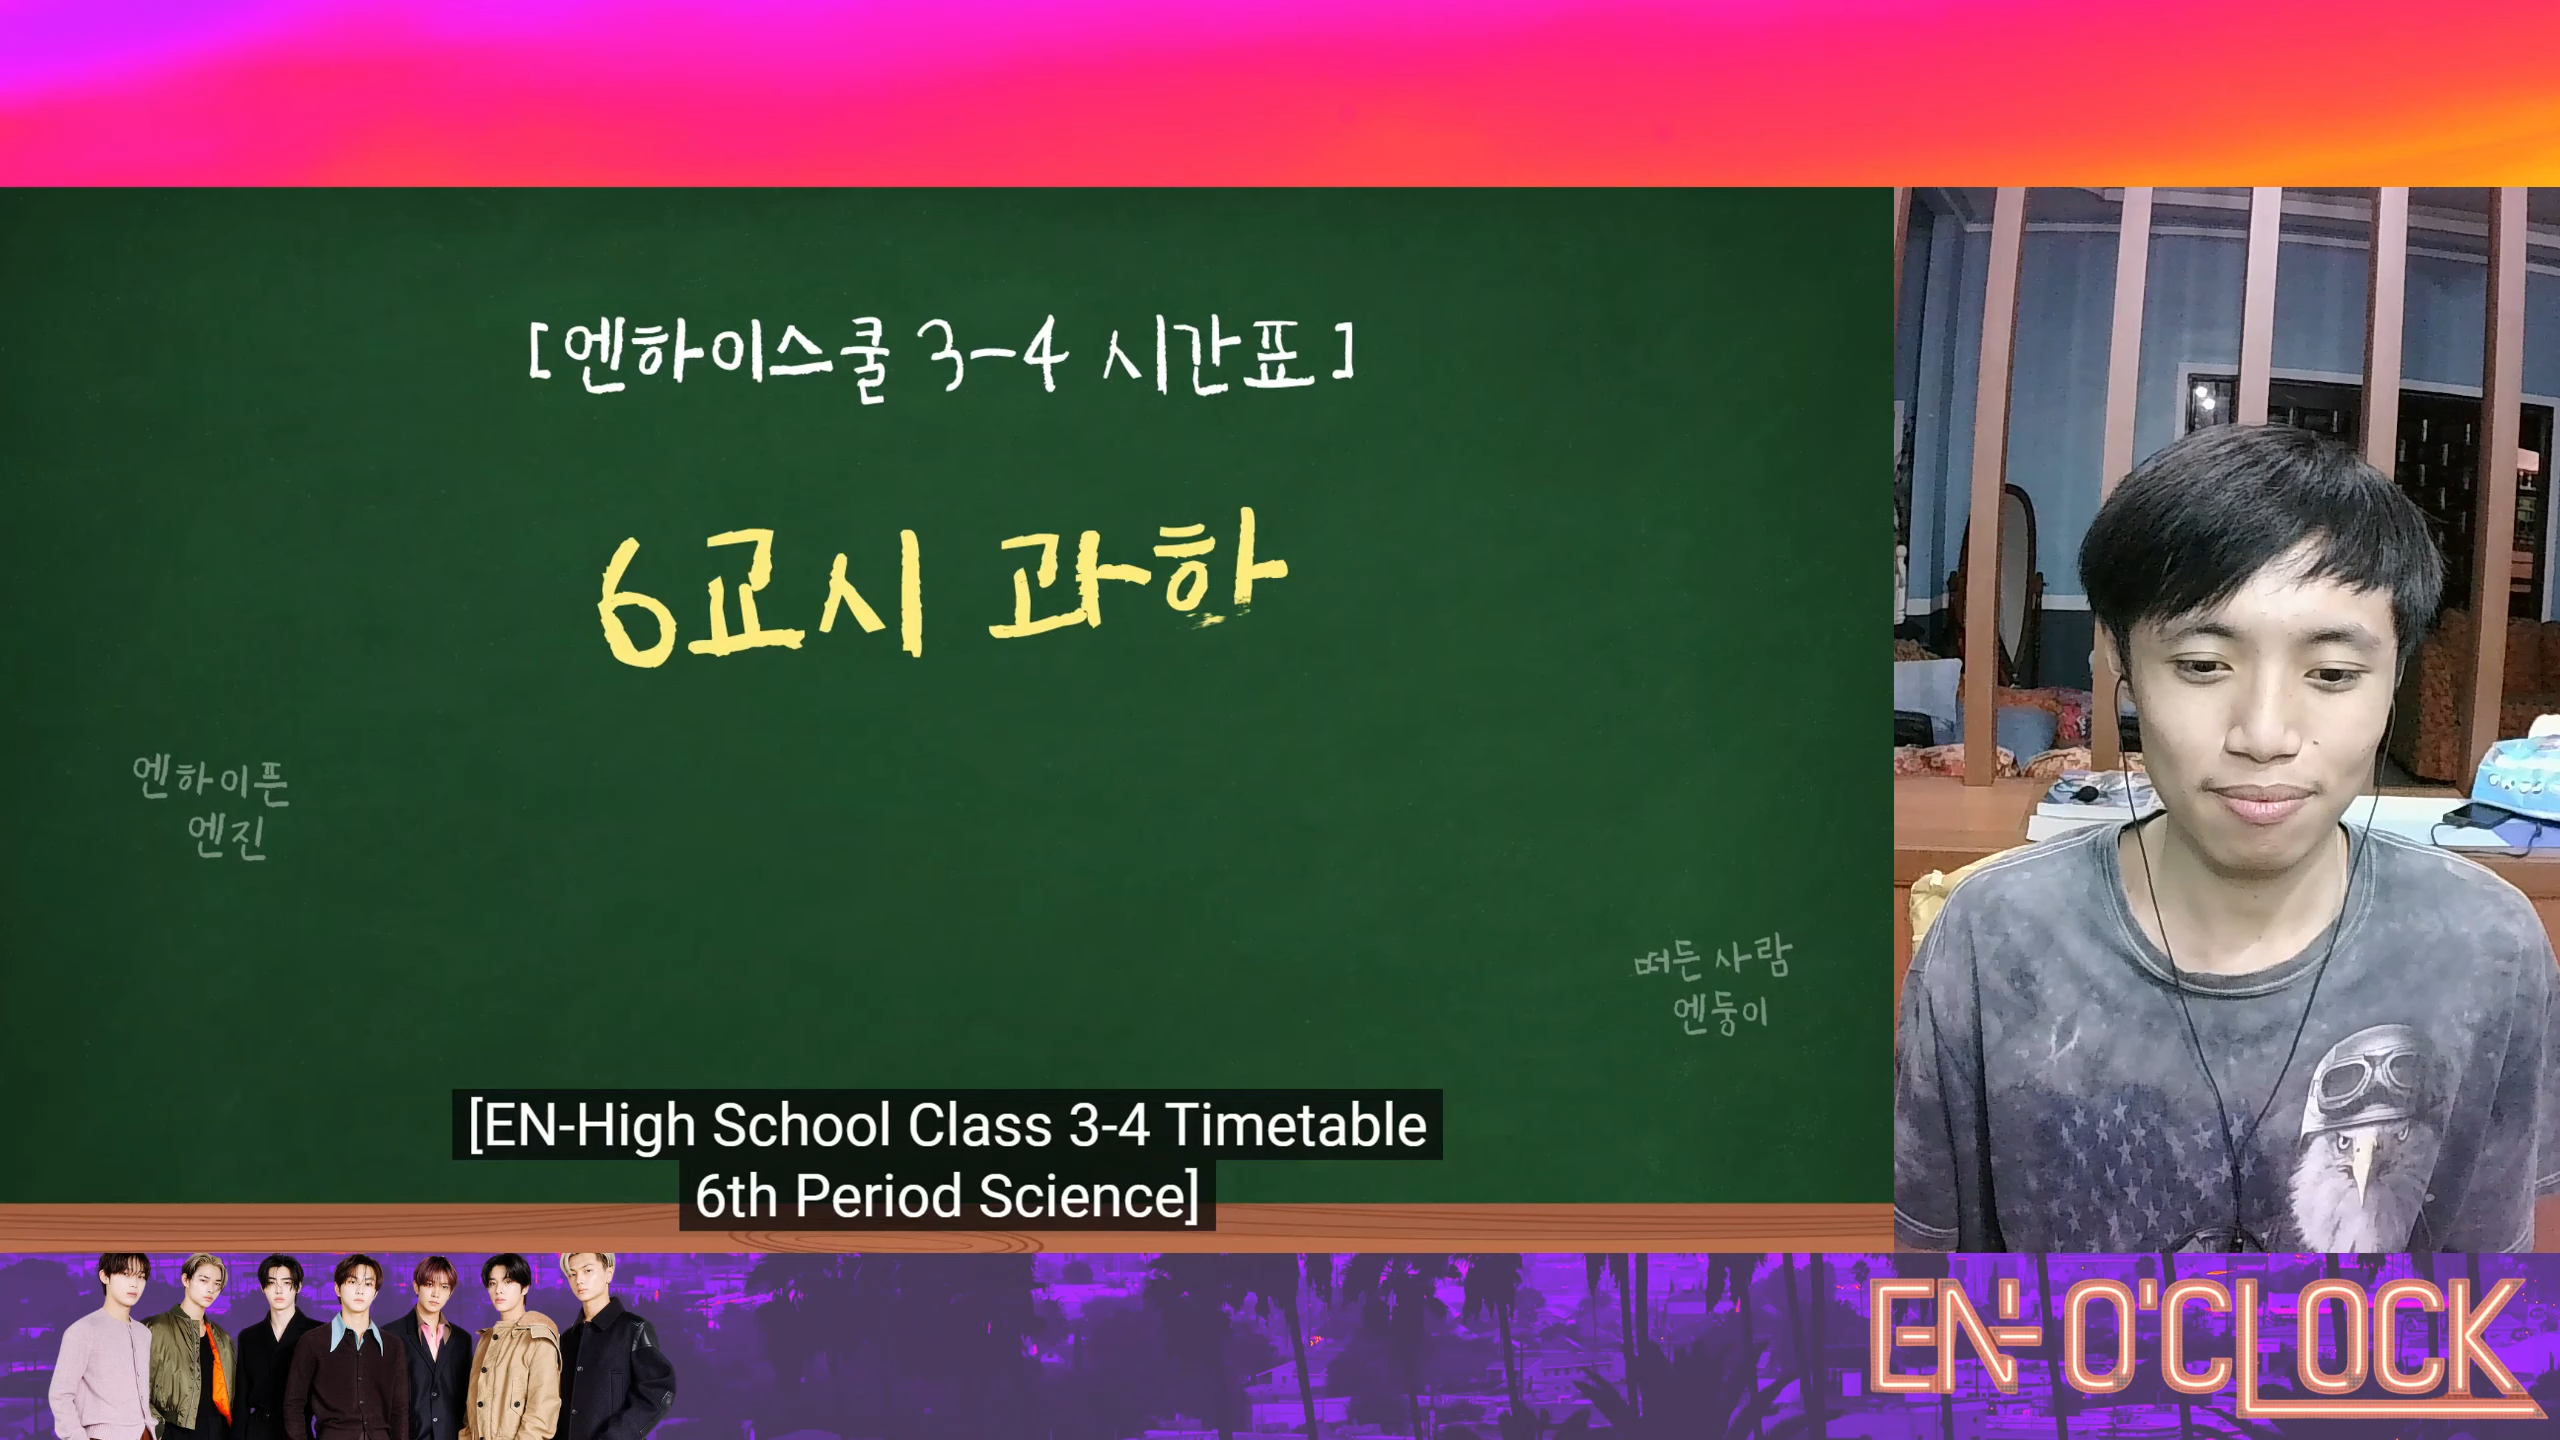 [엔하이스쿨 3-4 시간표]
6교시 과하
엔하이픈
엔진
떠든 사람
엔둥이
[EN-High School Class 3-4 Timetable
6th Period Science]
EN-O'CLOCK